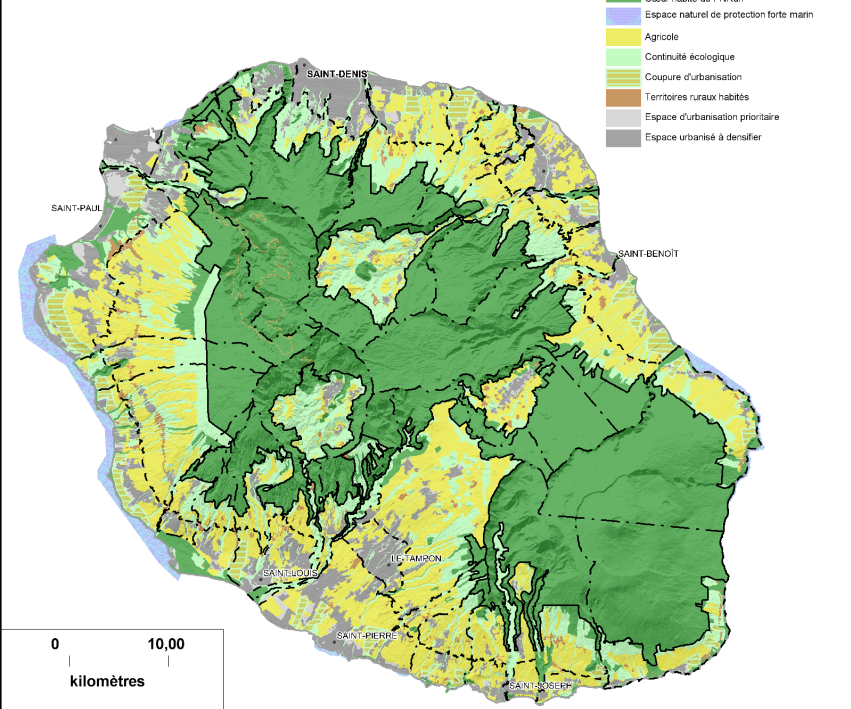 Espace naturel de protection forte marin
Agricole
Continuité écologique
Coupure d'urbanisation
Territoires ruraux habités
Espace d'urbanisation prioritaire
Espace urbanisé à densifier
SAINT-DENIS
SAINT-PAUL
SAINT-BENOÎT
LE TAMPON
SAINT-LOUIS
SAINT-PIERRE
SAINT-JOSEPH
0 10,00
kilomètres